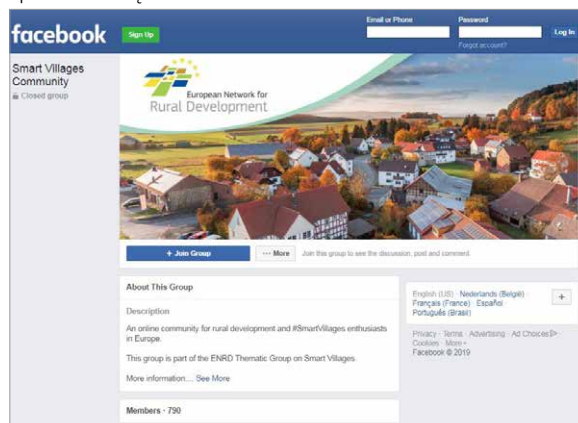 facebook
Sign Up
Email or Phone
Password
Log In
Forgot account?
Smart Villages
Community
Closed group
European Network for
Rural Development
+ Join Group
··· More
Join this group to see the discussion, post and comment.
About This Group
Description
An online community for rural development and #SmartVillages enthusiasts
in Europe.
This group is part of the ENRD Thematic Group on Smart Villages.
More information.... See More
Members · 790
English (US) · Nederlands (België) ·
Français (France) · Español ·
Português (Brasil)
+
Privacy · Terms · Advertising · Ad Choices ·
Cookies · More
Facebook © 2019